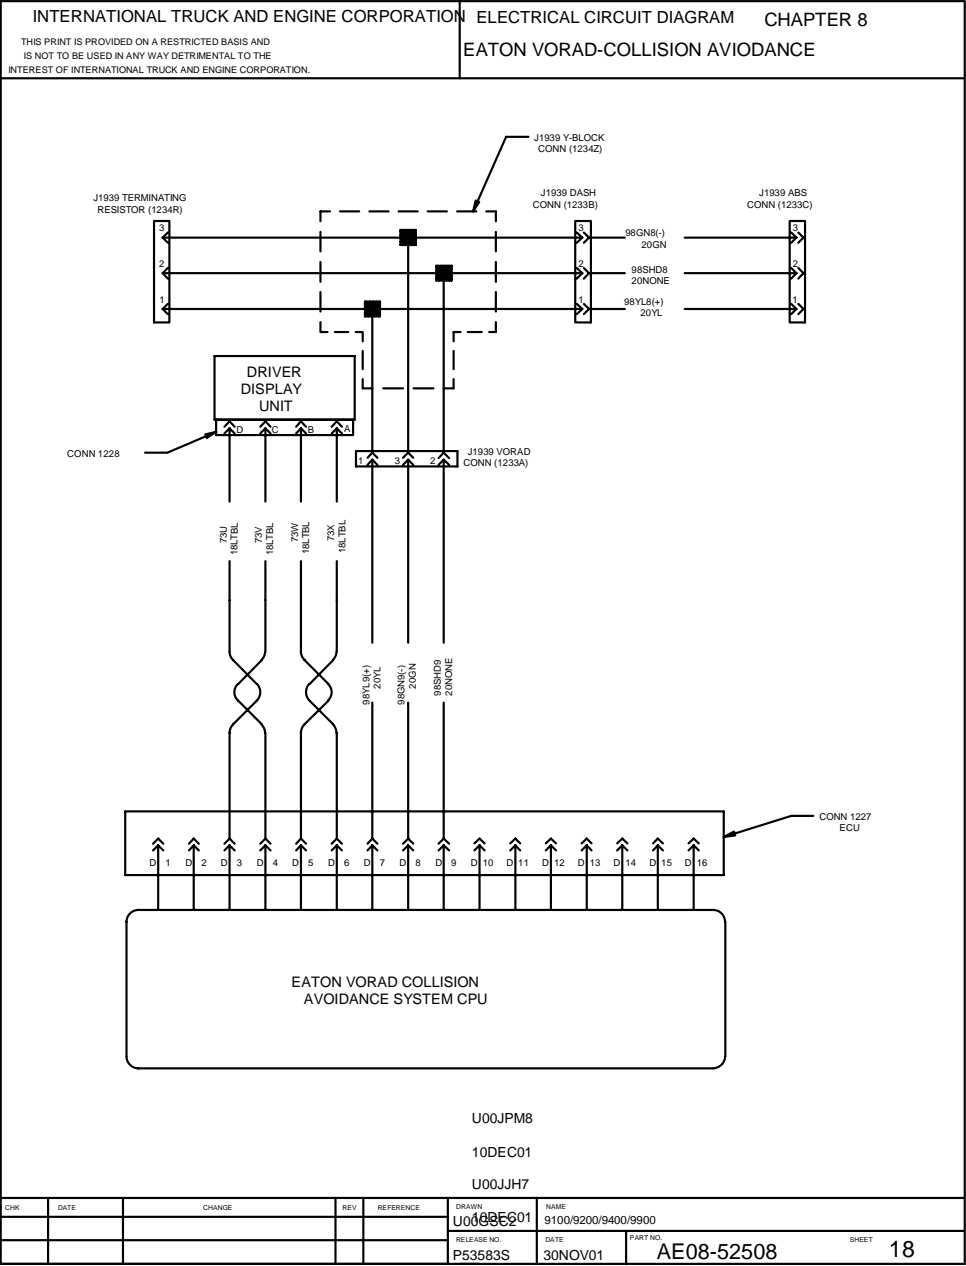 INTERNATIONAL TRUCK AND ENGINE CORPORATION
THIS PRINT IS PROVIDED ON A RESTRICTED BASIS AND
IS NOT TO BE USED IN ANY WAY DETRIMENTAL TO THE
INTEREST OF INTERNATIONAL TRUCK AND ENGINE CORPORATION.
ELECTRICAL CIRCUIT DIAGRAM CHAPTER 8
EATON VORAD-COLLISION AVIODANCE
J1939 Y-BLOCK
CONN (1234Z)
J1939 TERMINATING
RESISTOR (1234R)
J1939 DASH
CONN (1233B)
J1939 ABS
CONN (1233C)
3
2
1
3
2
1
98GN8(-)
20GN
98SHD8
20NONE
98YL8(+)
20YL
3
2
1
DRIVER
DISPLAY
UNIT
D C B A
CONN 1228
1 3 2
J1939 VORAD
CONN (1233A)
73U
18LTBL
73V
18LTBL
73W
18LTBL
73X
18LTBL
98YL9(+)
20YL
98GN9(-)
20GN
98SHD9
20NONE
CONN 1227
ECU
D 1 D 2 D 3 D 4 D 5 D 6 D 7 D 8 D 9 D 10 D 11 D 12 D 13 D 14 D 15 D 16
EATON VORAD COLLISION
AVOIDANCE SYSTEM CPU
U00JPM8
10DEC01
U00JJH7
10DEC01
CHK DATE CHANGE REV REFERENCE
DRAWN
U00GSC2
NAME
9100/9200/9400/9900
RELEASE NO.
P53583S
DATE
30NOV01
PART NO.
AE08-52508
SHEET 18